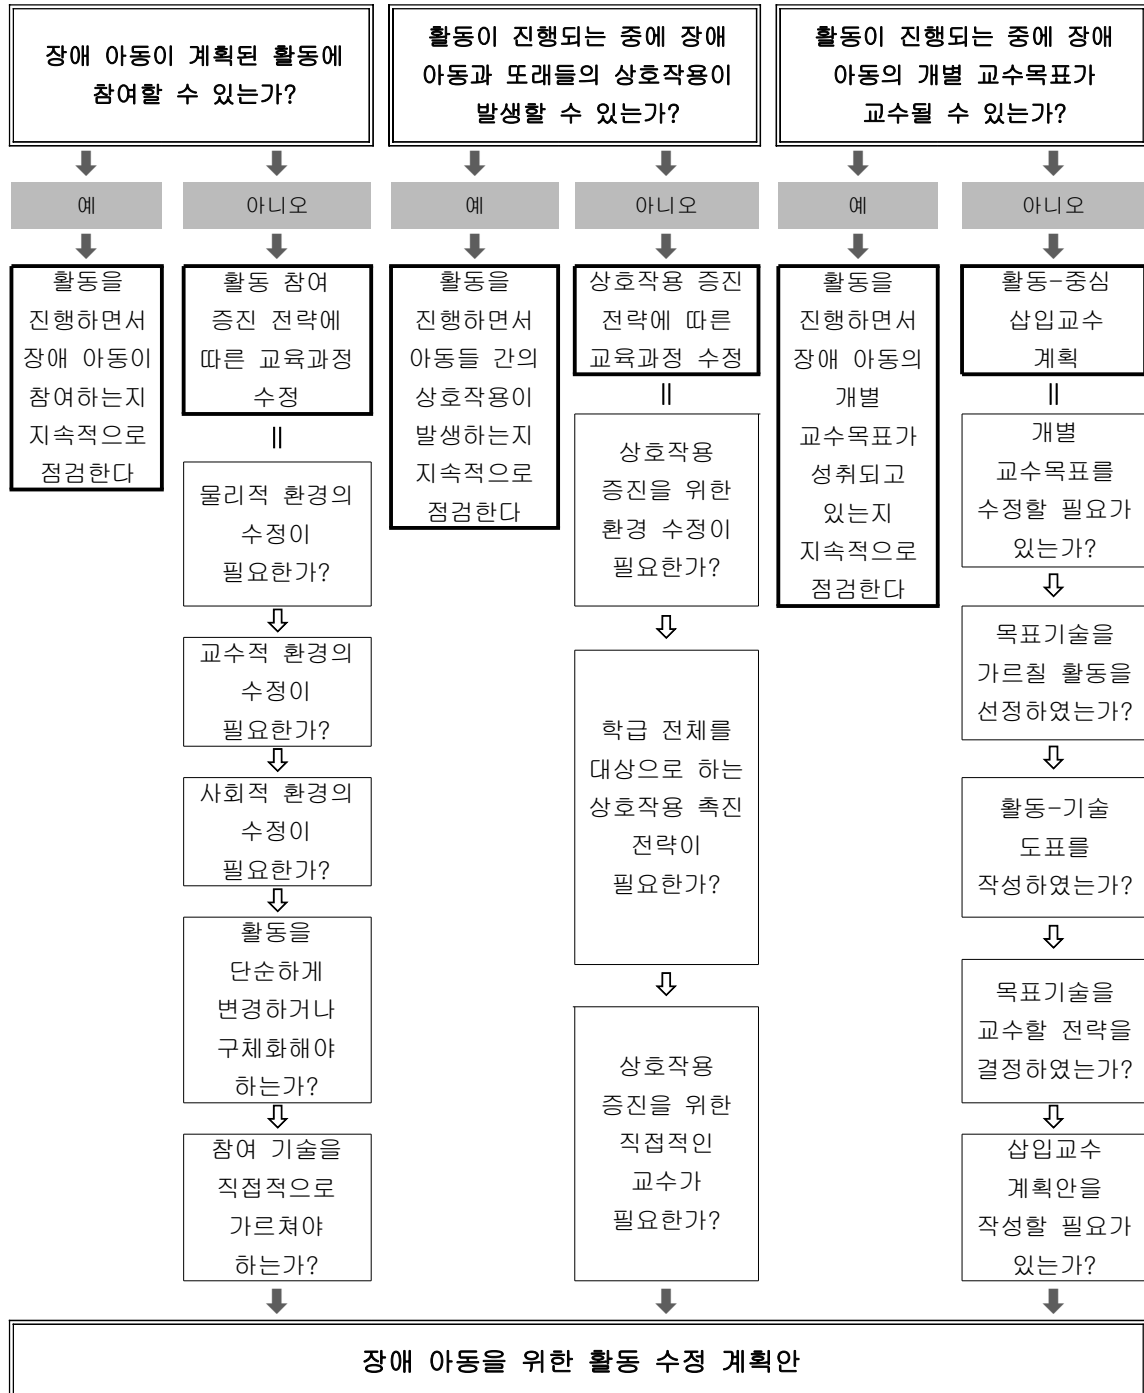 장애 아동이 계획된 활동에
참여할 수 있는가?
활동이 진행되는 중에 장애
아동과 또래들의 상호작용이
발생할 수 있는가?
활동이 진행되는 중에 장애
아동의 개별 교수목표가
교수될 수 있는가?
예
아니오
예
아니오
예
아니오
활동을
진행하면서
장애 아동이
참여하는지
지속적으로
점검한다
활동 참여
증진 전략에
따른 교육과정
수정
=
물리적 환경의
수정이
필요한가?
교수적 환경의
수정이
필요한가?
사회적 환경의
수정이
필요한가?
활동을
단순하게
변경하거나
구체화해야
하는가?
참여 기술을
직접적으로
가르쳐야
하는가?
활동을
진행하면서
아동들 간의
상호작용이
발생하는지
지속적으로
점검한다
상호작용 증진
전략에 따른
교육과정 수정
=
상호작용
증진을 위한
환경 수정이
필요한가?
학급 전체를
대상으로 하는
상호작용 촉진
전략이
필요한가?
상호작용
증진을 위한
직접적인
교수가
필요한가?
활동을
진행하면서
장애 아동의
개별
교수목표가
성취되고
있는지
지속적으로
점검한다
활동-중심
삽입교수
계획
=
개별
교수목표를
수정할 필요가
있는가?
목표기술을
가르칠 활동을
선정하였는가?
활동-기술
도표를
작성하였는가?
목표기술을
교수할 전략을
결정하였는가?
삽입교수
계획안을
작성할 필요가
있는가?
장애 아동을 위한 활동 수정 계획안